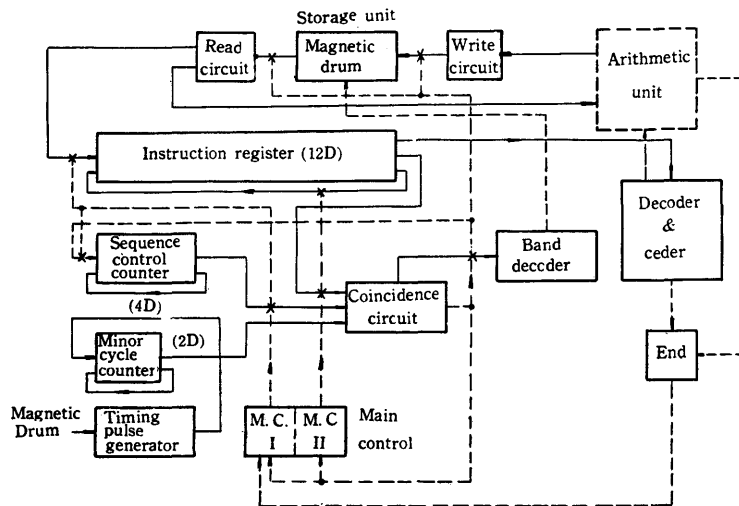 Storage unit
Read
circuit
Magnetic
drum
Write
circuit
Arithmetic
unit
Instruction register (12D)
Decoder
&
ceder
Sequence
control
counter
(4D)
Band
decoder
Coincidence
circuit
Minor
cycle
counter
(2D)
End
Magnetic
Drum
Timing
pulse
generator
M. C.
I
M. C
II
Main
control